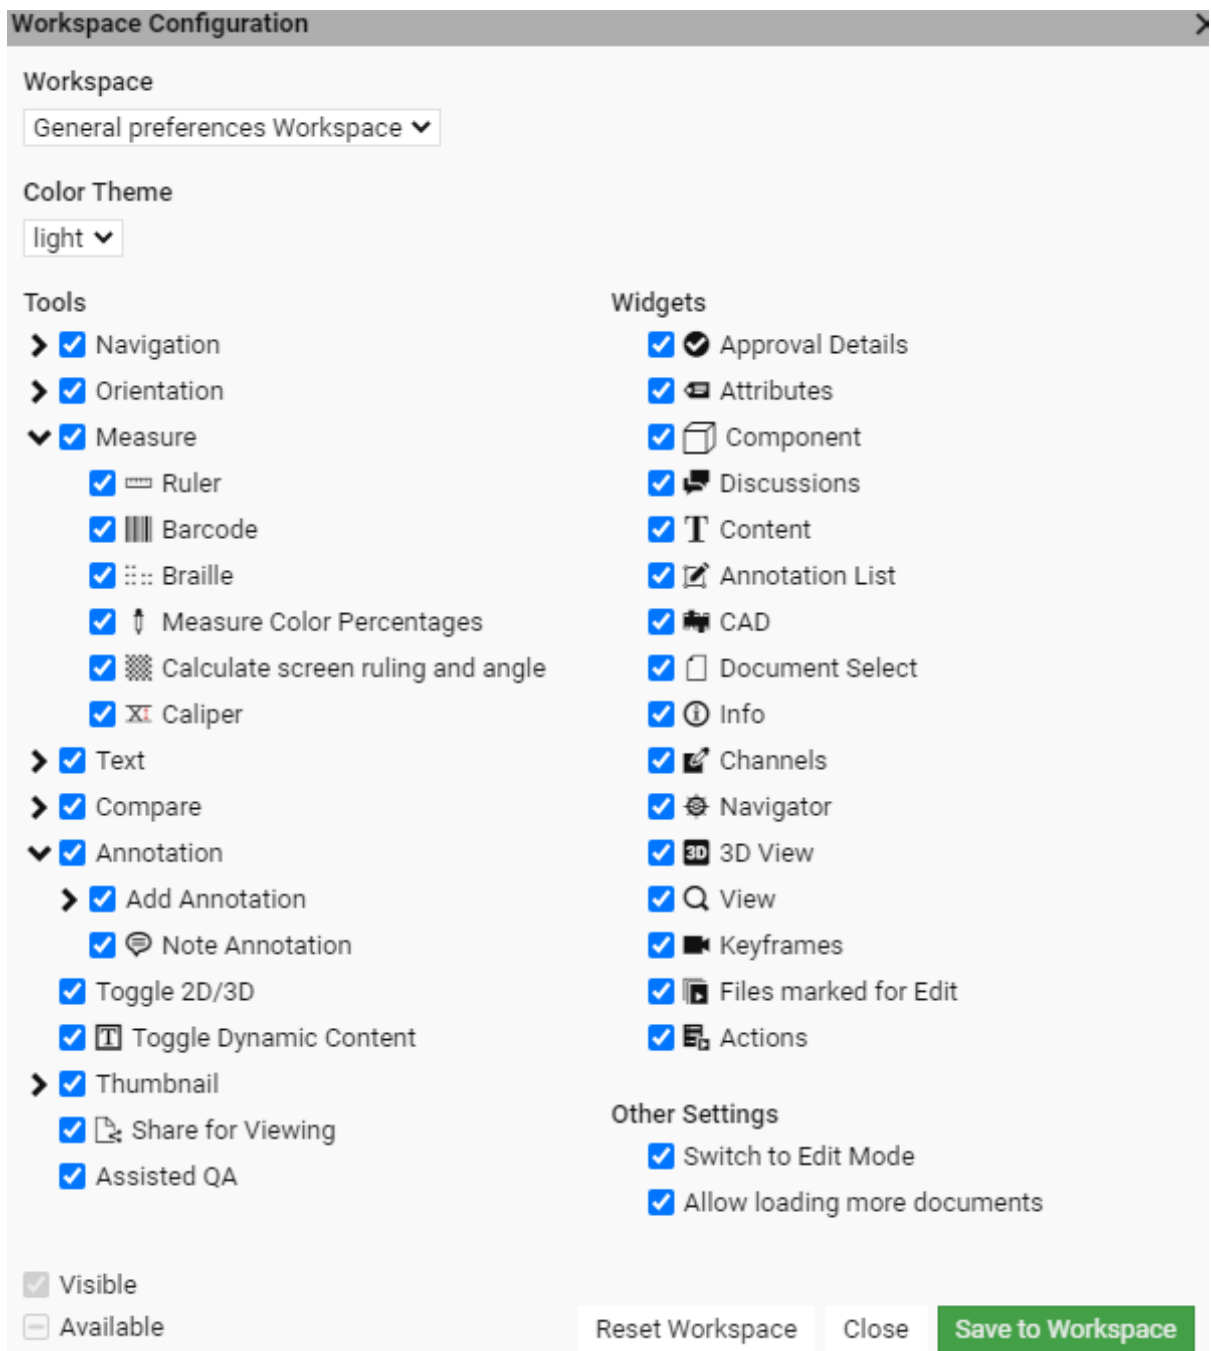 Workspace Configuration
Workspace
General preferences Workspace
Color Theme
light
Tools
Navigation
Orientation
Measure
Ruler
Barcode
Braille
Measure Color Percentages
Calculate screen ruling and angle
Caliper
Text
Compare
Annotation
Add Annotation
Note Annotation
Toggle 2D/3D
T Toggle Dynamic Content
Thumbnail
Share for Viewing
Assisted QA
Widgets
Approval Details
Attributes
Component
Discussions
T Content
Annotation List
CAD
Document Select
Info
Channels
Navigator
3D 3D View
View
Keyframes
Files marked for Edit
Actions
Other Settings
Switch to Edit Mode
Allow loading more documents
Visible
Available
Reset Workspace Close Save to Workspace